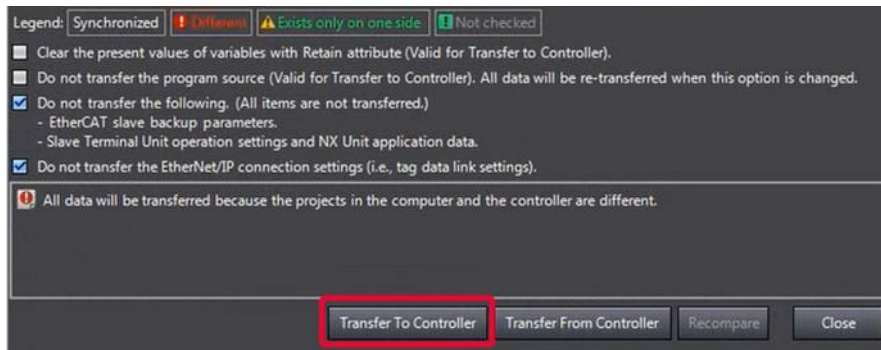 Legend: Synchronized Different Exists only on one side Not checked
Clear the present values of variables with Retain attribute (Valid for Transfer to Controller).
Do not transfer the program source (Valid for Transfer to Controller). All data will be re-transferred when this option is changed.
Do not transfer the following. (All items are not transferred.)
- EtherCAT slave backup parameters.
- Slave Terminal Unit operation settings and NX Unit application data.
Do not transfer the EtherNet/IP connection settings (i.e., tag data link settings).
All data will be transferred because the projects in the computer and the controller are different.
Transfer To Controller Transfer From Controller Recompare Close